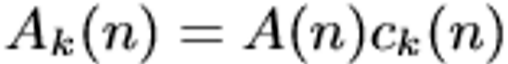 A_k(n) = A(n)c_k(n)